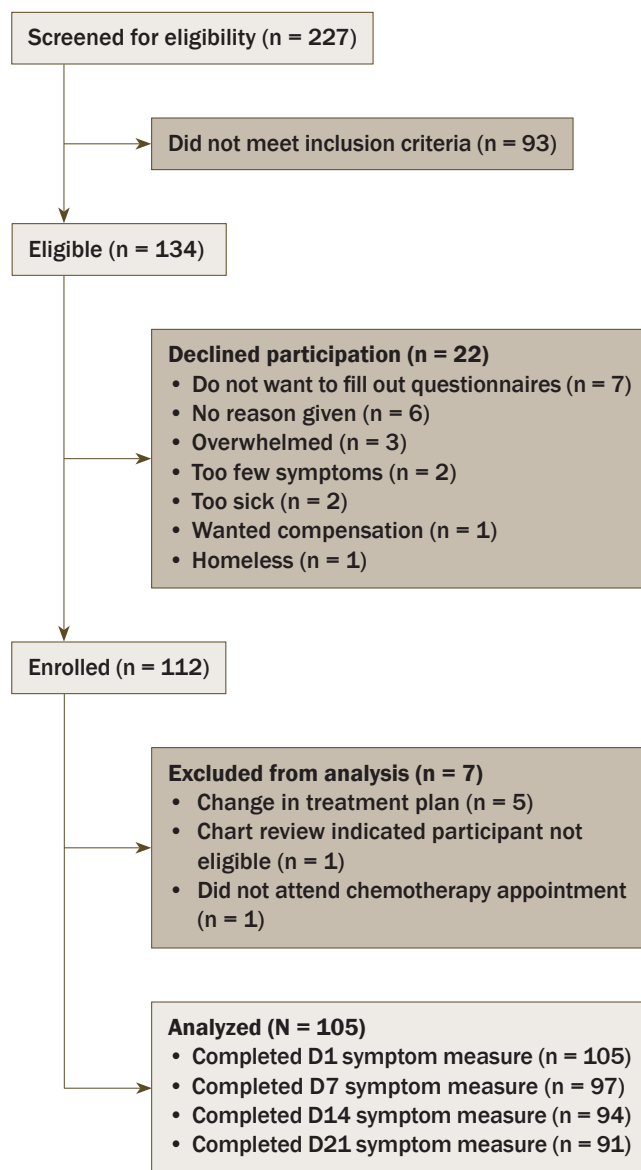 Screened for eligibility (n = 227)
Did not meet inclusion criteria (n = 93)
Eligible (n = 134)
Declined participation (n = 22)
• Do not want to fill out questionnaires (n = 7)
• No reason given (n = 6)
• Overwhelmed (n = 3)
• Too few symptoms (n = 2)
• Too sick (n = 2)
• Wanted compensation (n = 1)
• Homeless (n = 1)
Enrolled (n = 112)
Excluded from analysis (n = 7)
• Change in treatment plan (n = 5)
• Chart review indicated participant not
eligible (n = 1)
• Did not attend chemotherapy appointment
(n = 1)
Analyzed (N = 105)
• Completed D1 symptom measure (n = 105)
• Completed D7 symptom measure (n = 97)
• Completed D14 symptom measure (n = 94)
• Completed D21 symptom measure (n = 91)